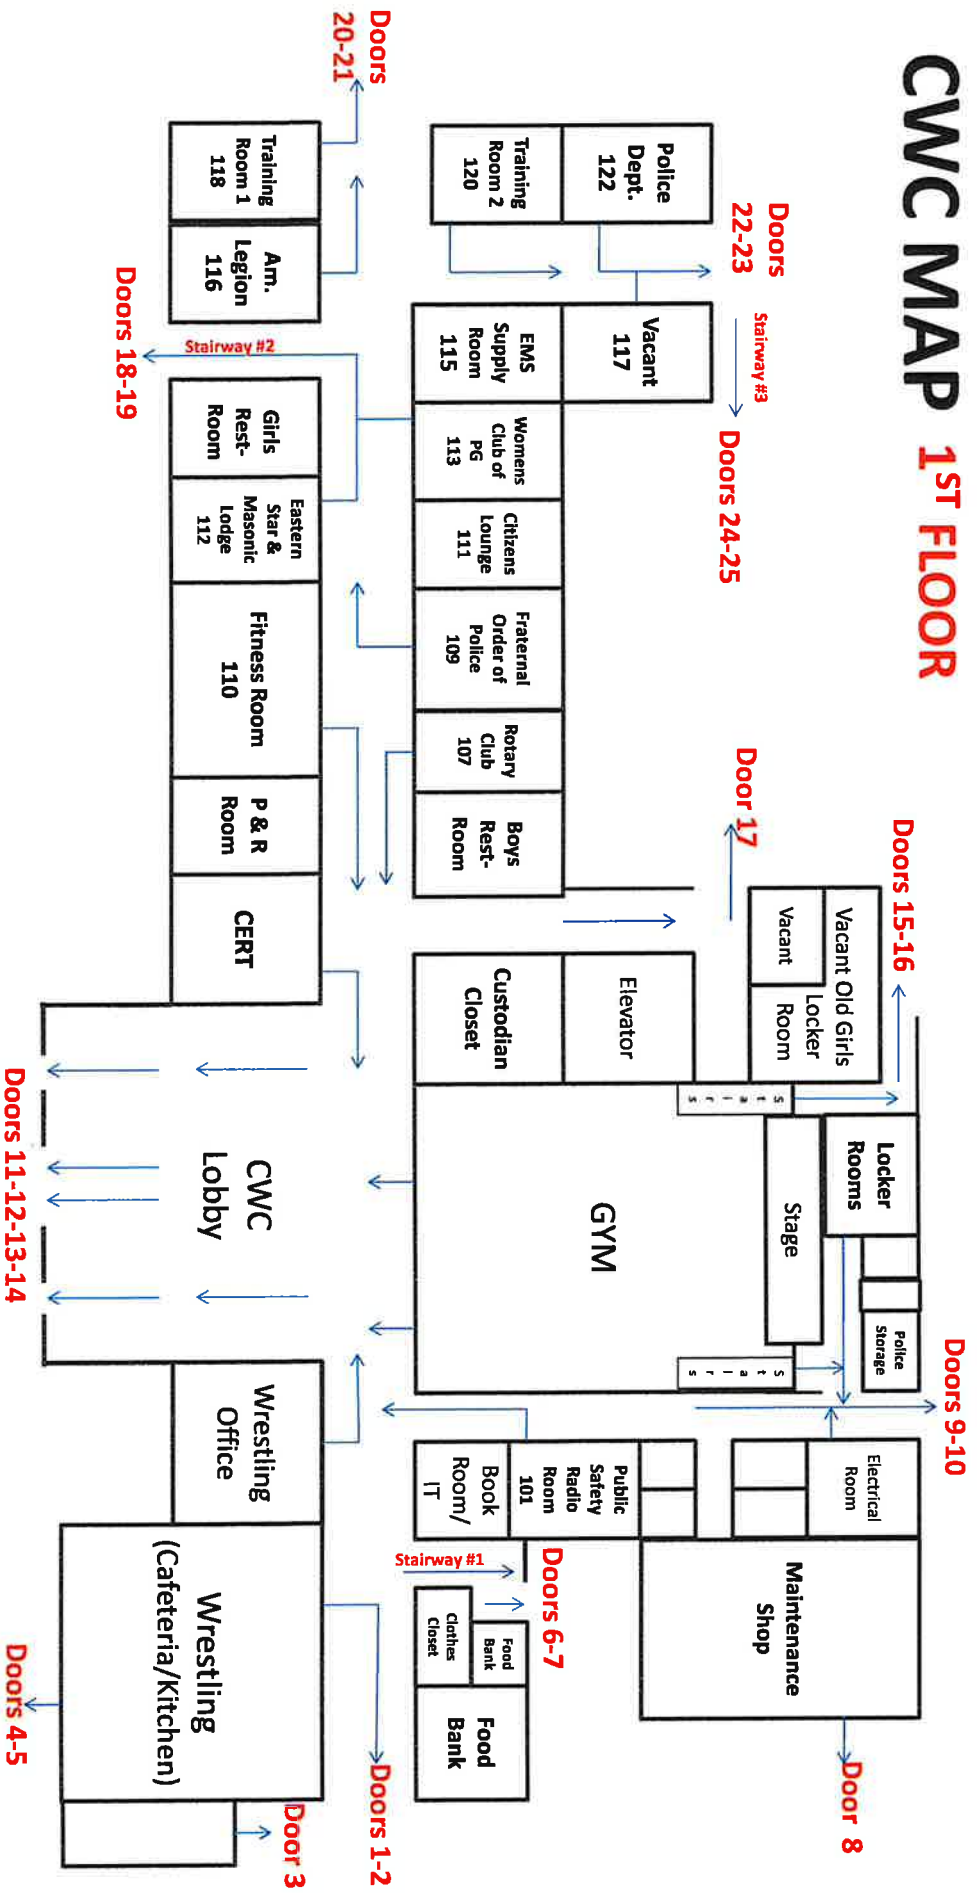 CWC MAP 1ST FLOOR
Doors
20-21
Doors
22-23
Stairway #3
Doors 24-25
Door 17
Doors 15-16
Doors 9-10
Door 8
Police
Dept.
122
Training
Room 2
120
Vacant
117
EMS
Supply
Room
115
Womens
Club of
PG
113
Citizens
Lounge
111
Fraternal
Order of
Police
109
Rotary
Club
107
Boys
Rest-
Room
Vacant Old Girls
Locker
Room
Vacant
Elevator
Custodian
Closet
Stairs
Locker
Rooms
Stage
GYM
Stairs
Police
Storage
Electrical
Room
Public
Safety
Radio
Room
101
Book
Room/
IT
Maintenance
Shop
Doors 6-7
Stairway #1
Food
Bank
Clothes
Closet
Food
Bank
Training
Room 1
118
Am.
Legion
116
Stairway #2
Doors 18-19
Girls
Rest-
Room
Eastern
Star &
Masonic
Lodge
112
Fitness Room
110
P & R
Room
CERT
CWC
Lobby
Doors 11-12-13-14
Wrestling
Office
Wrestling
(Cafeteria/Kitchen)
Doors 1-2
Door 3
Doors 4-5